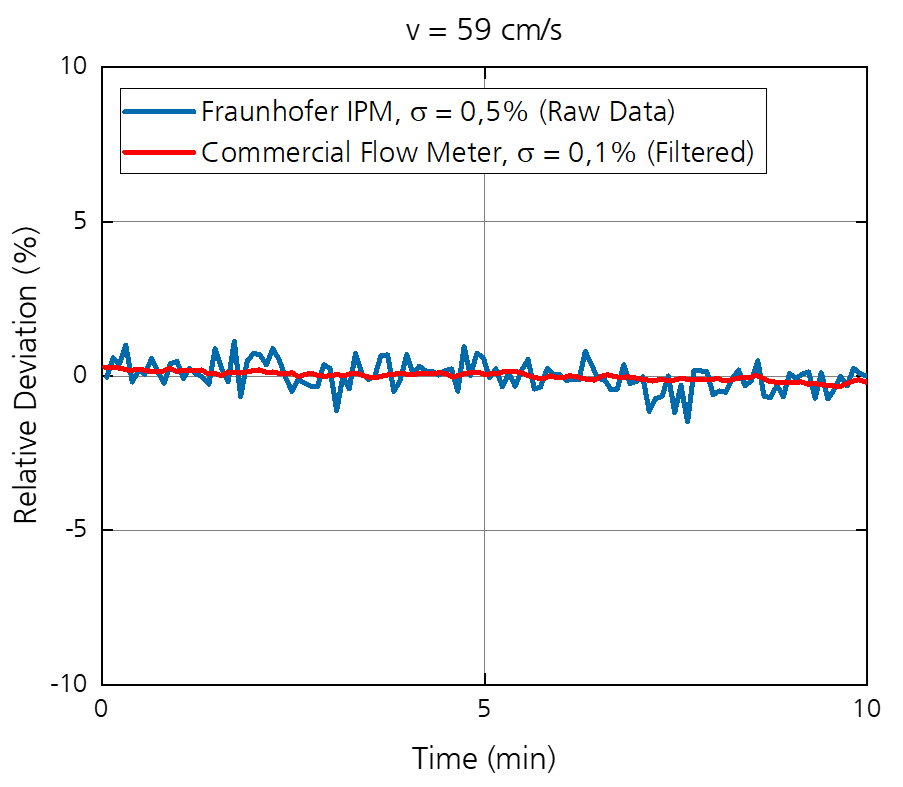 v = 59 cm/s
10
Fraunhofer IPM, σ = 0,5% (Raw Data)
Commercial Flow Meter, σ = 0,1% (Filtered)
5
Relative Deviation (%)
0
-5
-10
0 5 10
Time (min)